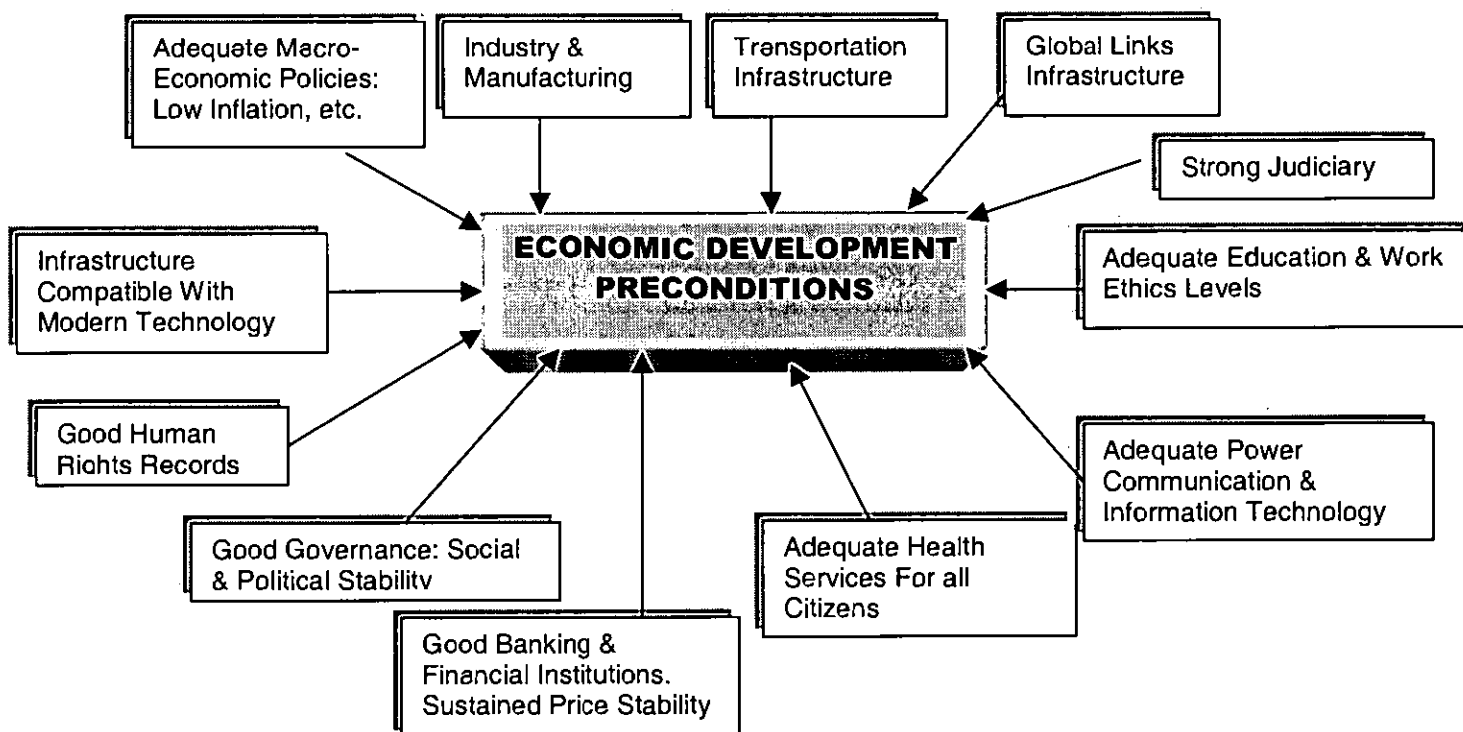 Adequate Macro-
Economic Policies:
Low Inflation, etc.
Industry &
Manufacturing
Transportation
Infrastructure
Global Links
Infrastructure
Strong Judiciary
ECONOMIC DEVELOPMENT
PRECONDITIONS
Infrastructure
Compatible With
Modern Technology
Adequate Education & Work
Ethics Levels
Good Human
Rights Records
Adequate Power
Communication &
Information Technology
Good Governance: Social
& Political Stability
Adequate Health
Services For all
Citizens
Good Banking &
Financial Institutions.
Sustained Price Stability